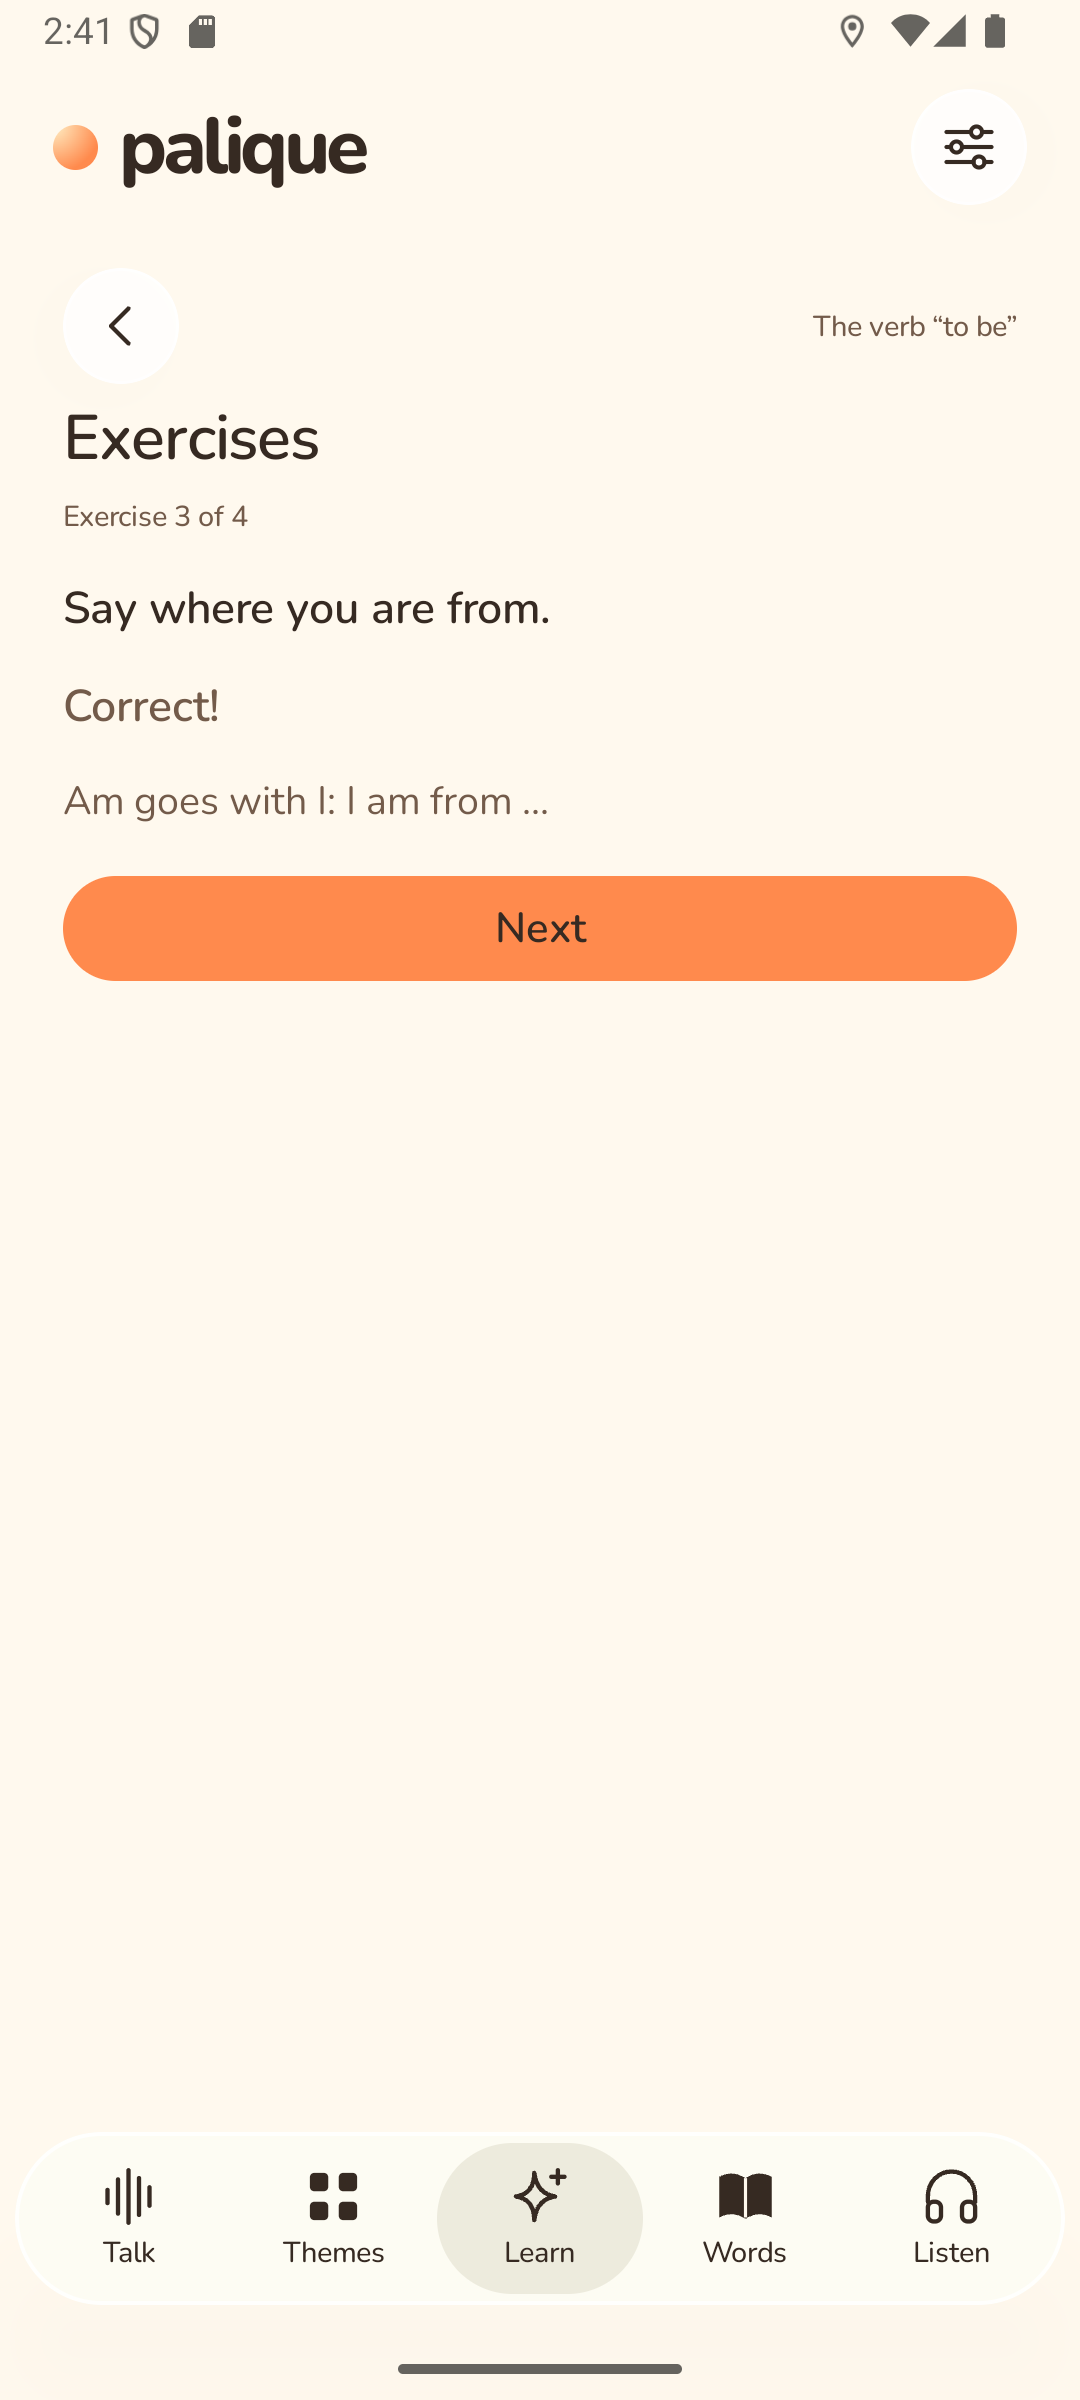 2:41
palique
The verb “to be”
Exercises
Exercise 3 of 4
Say where you are from.
Correct!
Am goes with I: I am from ...
Next
Talk
Themes
Learn
Words
Listen